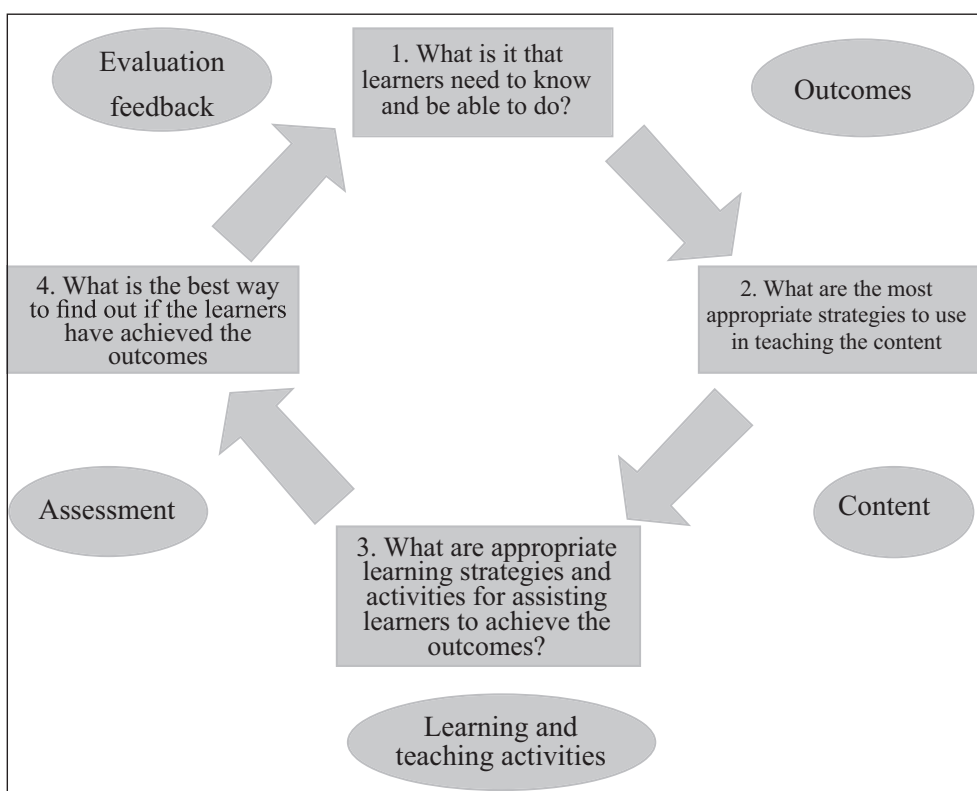 Evaluation
feedback
1. What is it that
learners need to know
and be able to do?
Outcomes
4. What is the best way
to find out if the learners
have achieved the
outcomes
2. What are the most
appropriate strategies to use
in teaching the content
Assessment
Content
3. What are appropriate
learning strategies and
activities for assisting
learners to achieve the
outcomes?
Learning and
teaching activities